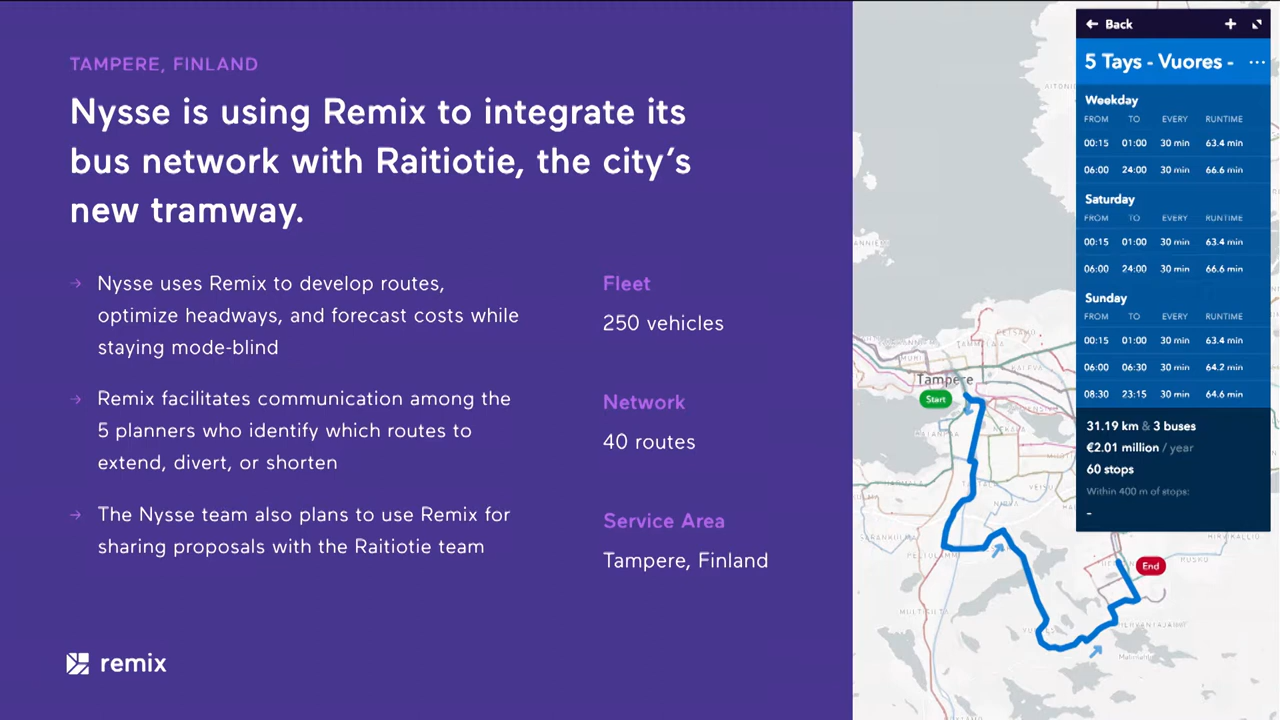 TAMPERE, FINLAND
Nysse is using Remix to integrate its
bus network with Raitiotie, the city's
new tramway.
→ Nysse uses Remix to develop routes,
optimize headways, and forecast costs while
staying mode-blind
→ Remix facilitates communication among the
5 planners who identify which routes to
extend, divert, or shorten
→ The Nysse team also plans to use Remix for
sharing proposals with the Raitiotie team
Fleet
250 vehicles
Network
40 routes
Service Area
Tampere, Finland
remix
← Back
5 Tays - Vuores - ...
Weekday
FROM TO EVERY RUNTIME
00:15 01:00 30 min 63.4 min
06:00 24:00 30 min 66.6 min
Saturday
FROM TO EVERY RUNTIME
00:15 01:00 30 min 63.4 min
06:00 24:00 30 min 66.6 min
Sunday
FROM TO EVERY RUNTIME
00:15 01:00 30 min 63.4 min
06:00 06:30 30 min 64.2 min
08:30 23:15 30 min 64.6 min
31.19 km & 3 buses
€2.01 million / year
60 stops
Within 400 m of stops:
-
Tampere
Start
End
MULTISILTA